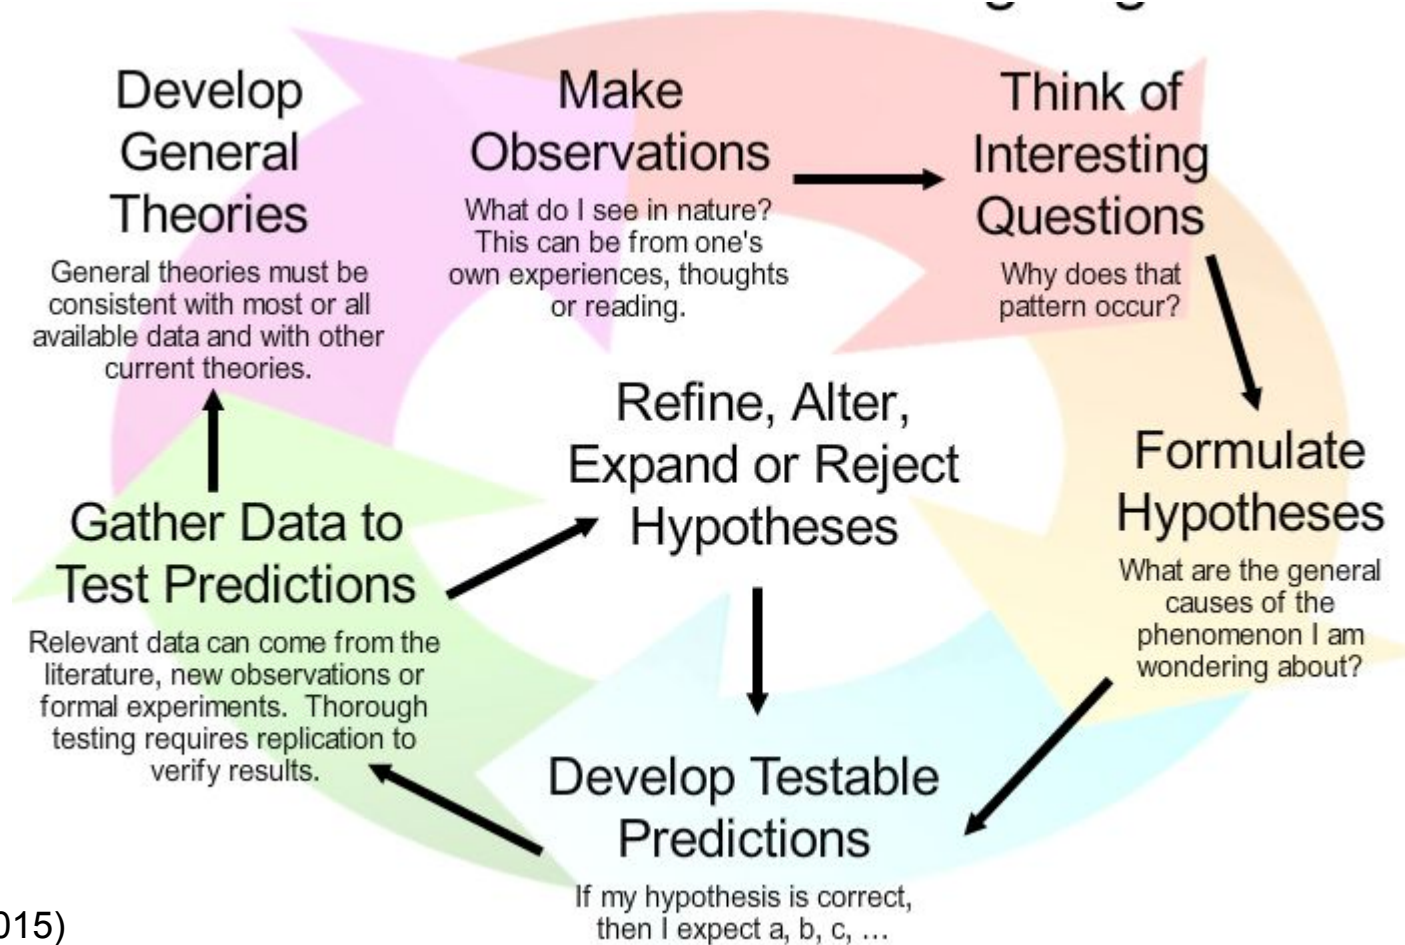 Make
Observations
What do I see in nature?
This can be from one's
own experiences, thoughts
or reading.
Think of
Interesting
Questions
Why does that
pattern occur?
Formulate
Hypotheses
What are the general
causes of the
phenomenon I am
wondering about?
Develop Testable
Predictions
If my hypothesis is correct,
then I expect a, b, c, ...
Gather Data to
Test Predictions
Relevant data can come from the
literature, new observations or
formal experiments. Thorough
testing requires replication to
verify results.
Refine, Alter,
Expand or Reject
Hypotheses
Develop
General
Theories
General theories must be
consistent with most or all
available data and with other
current theories.
015)